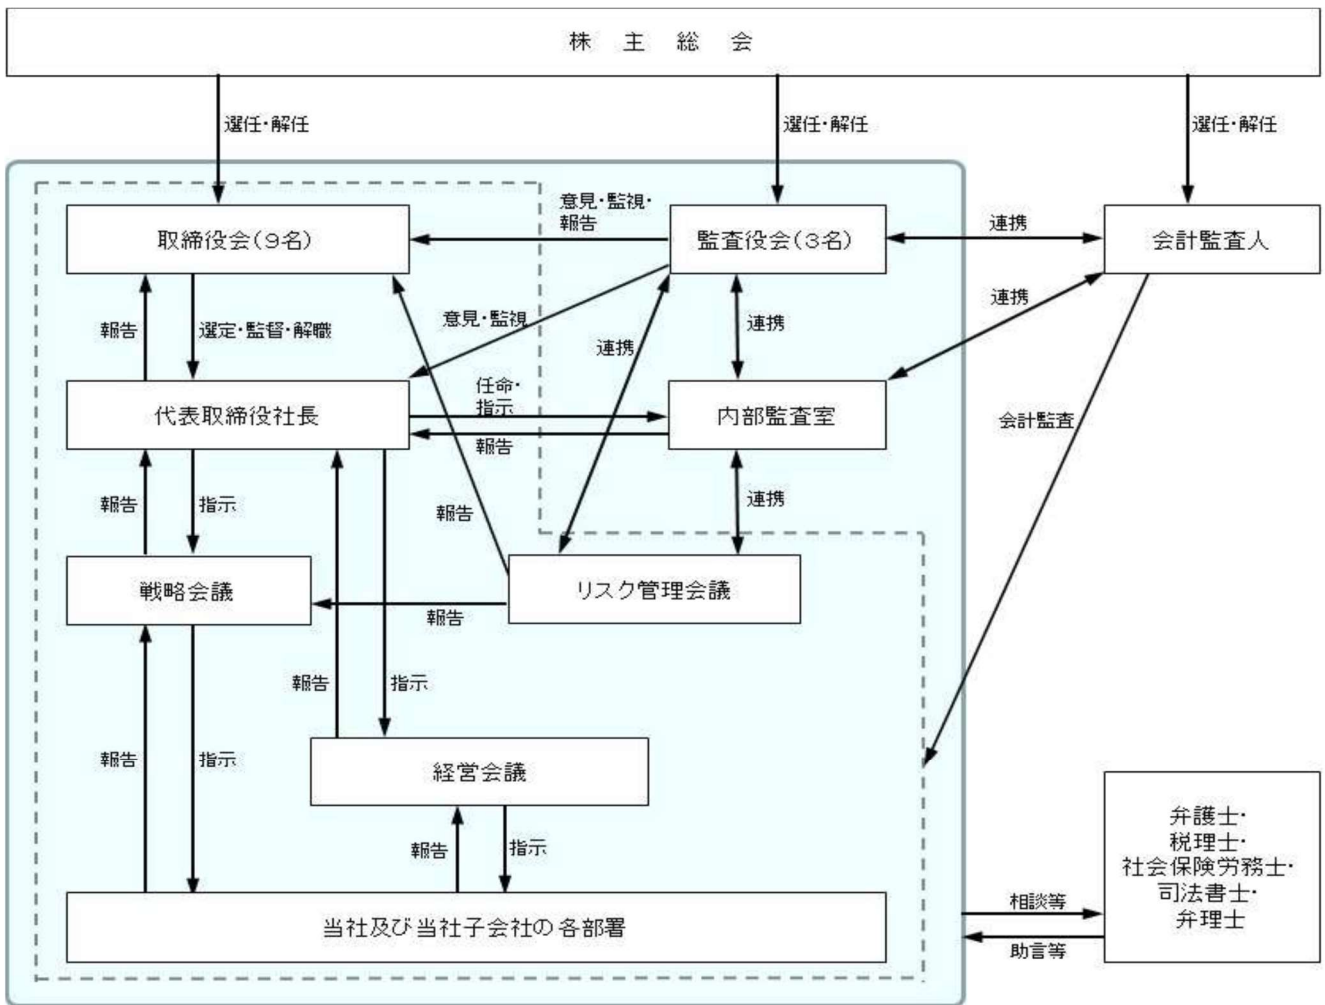 株主総会
選任・解任
選任・解任
選任・解任
意見・監視・
報告
取締役会(9名)
監査役会(3名)
連携
会計監査人
報告
選定・監督・解職
意見・監視
連携
連携
連携
代表取締役社長
任命・
指示
報告
内部監査室
会計監査
報告
指示
報告
連携
戦略会議
報告
リスク管理会議
報告
指示
報告
指示
経営会議
報告
指示
当社及び当社子会社の各部署
弁護士・
税理士・
社会保険労務士・
司法書士・
弁理士
相談等
助言等